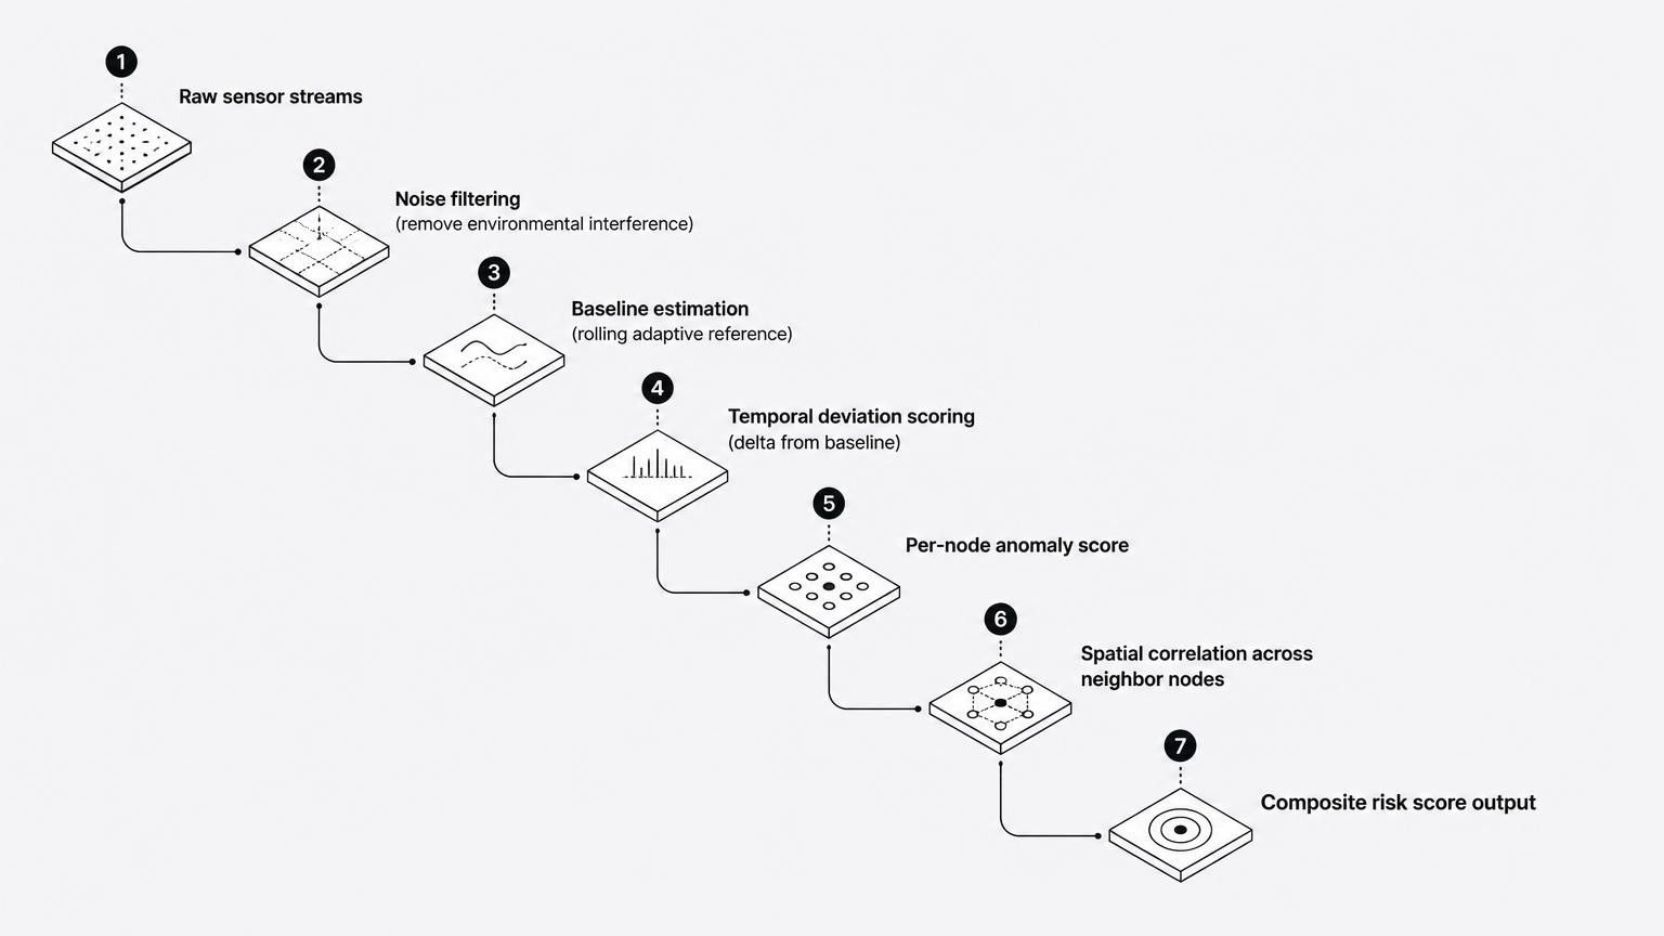 1
Raw sensor streams
2
Noise filtering
(remove environmental interference)
3
Baseline estimation
(rolling adaptive reference)
4
Temporal deviation scoring
(delta from baseline)
5
Per-node anomaly score
6
Spatial correlation across
neighbor nodes
7
Composite risk score output